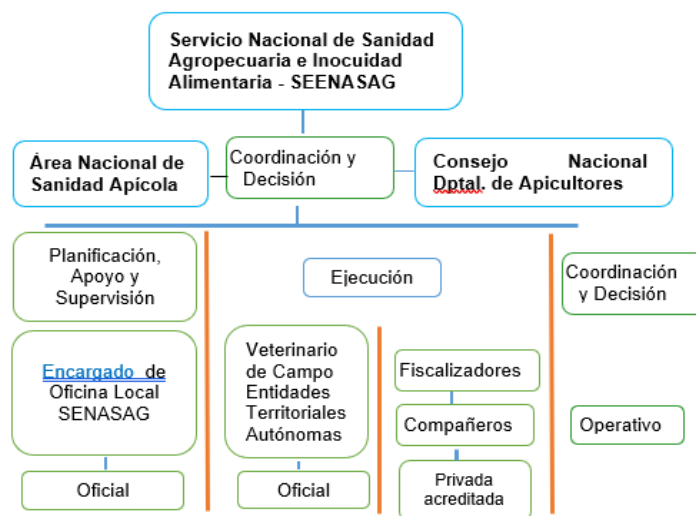 Servicio Nacional de Sanidad
Agropecuaria e Inocuidad
Alimentaria - SEENASAG
Área Nacional de
Sanidad Apícola
Coordinación y
Decisión
Consejo Nacional
Dptal. de Apicultores
Planificación,
Apoyo y
Supervisión
Ejecución
Coordinación
y Decisión
Encargado de
Oficina Local
SENASAG
Veterinario
de Campo
Entidades
Territoriales
Autónomas
Fiscalizadores
Compañeros
Operativo
Oficial
Oficial
Privada
acreditada